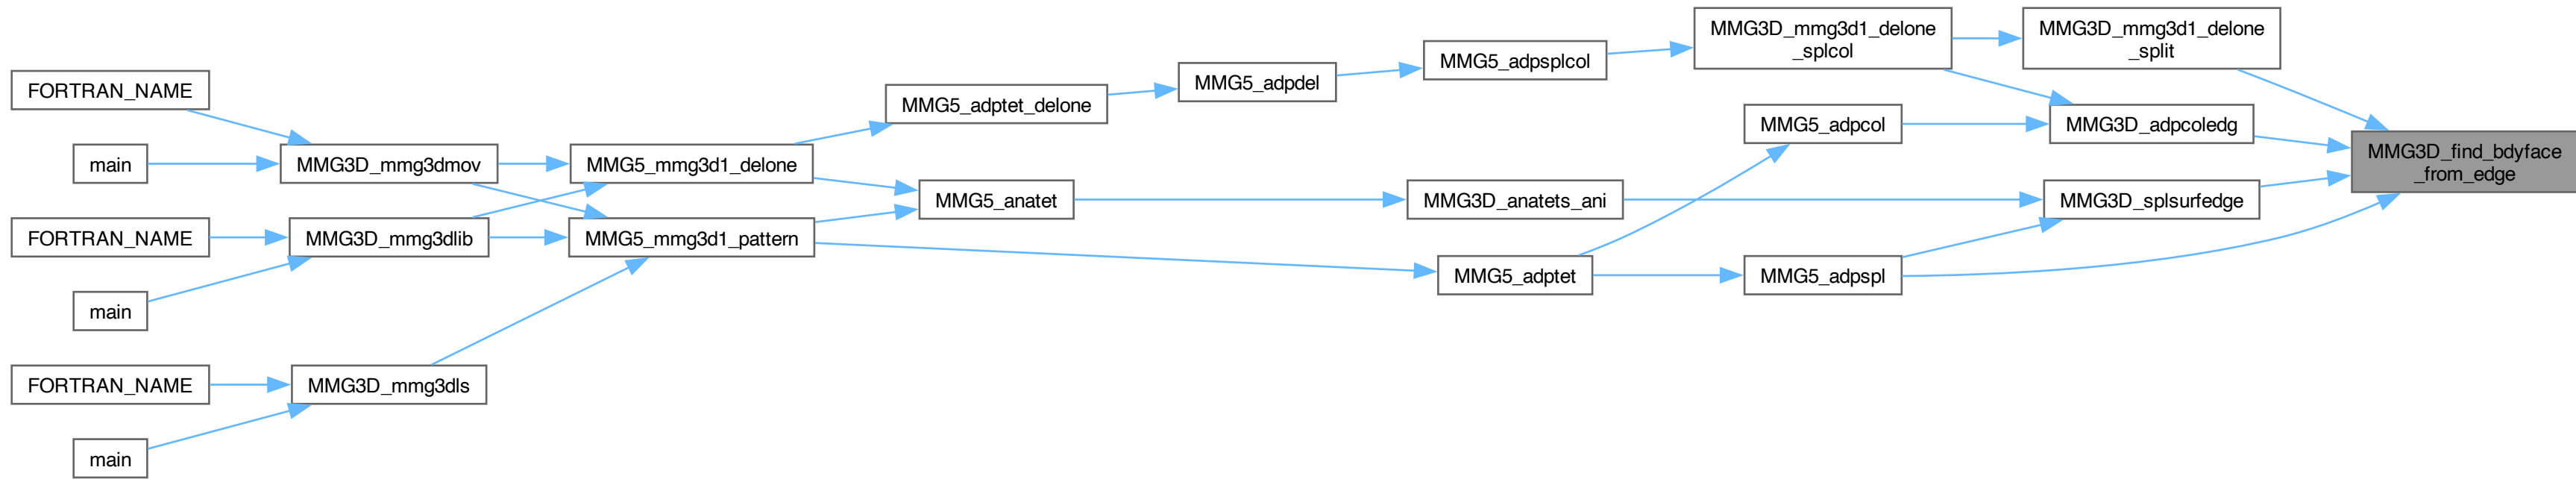 FORTRAN_NAME
main
FORTRAN_NAME
main
FORTRAN_NAME
main
MMG3D_mmg3dmov
MMG3D_mmg3dlib
MMG3D_mmg3dls
MMG5_mmg3d1_delone
MMG5_mmg3d1_pattern
MMG5_adptet_delone
MMG5_anatet
MMG5_adpdel
MMG5_adpsplcol
MMG3D_anatets_ani
MMG5_adptet
MMG3D_mmg3d1_delone
_splcol
MMG5_adpcol
MMG5_adpspl
MMG3D_mmg3d1_delone
_split
MMG3D_adpcoledg
MMG3D_splsurfedge
MMG3D_find_bdyface
_from_edge